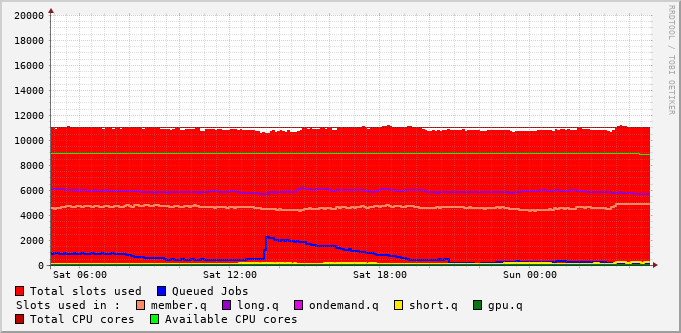 20000
18000
16000
14000
12000
10000
8000
6000
4000
2000
0
Sat 06:00 Sat 12:00 Sat 18:00 Sun 00:00
RRDTOOL / TOBI OETIKER
Total slots used Queued Jobs
Slots used in : member.q long.q ondemand.q short.q gpu.q
Total CPU cores Available CPU cores